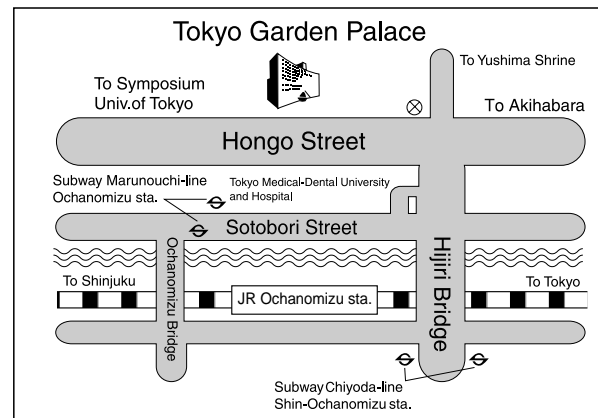 Tokyo Garden Palace
To Yushima Shrine
To Symposium
Univ.of Tokyo
To Akihabara
Hongo Street
Subway Marunouchi-line
Ochanomizu sta.
Tokyo Medical-Dental University
and Hospital
Sotobori Street
Ochanomizu Bridge
Hijiri Bridge
To Shinjuku
To Tokyo
JR Ochanomizu sta.
Subway Chiyoda-line
Shin-Ochanomizu sta.